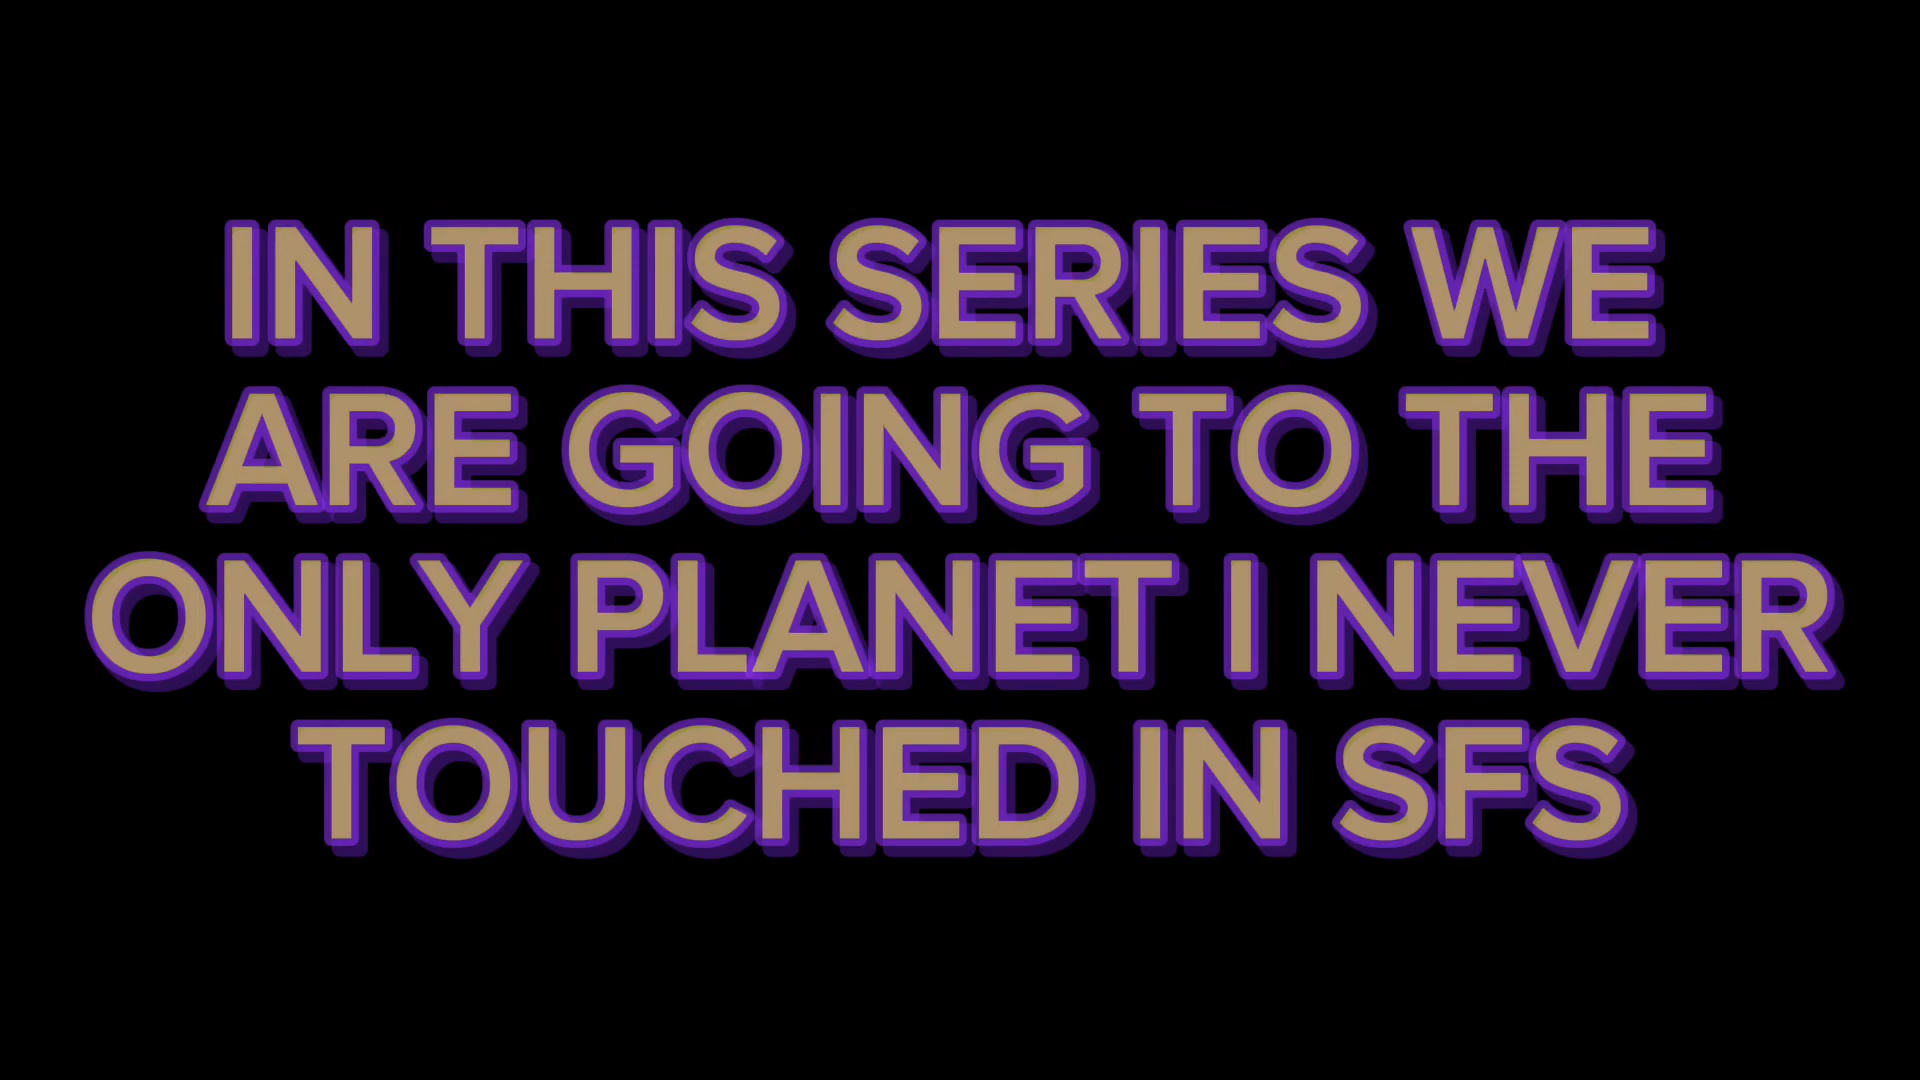 IN THIS SERIES WE
ARE GOING TO THE
ONLY PLANET I NEVER
TOUCHED IN SFS